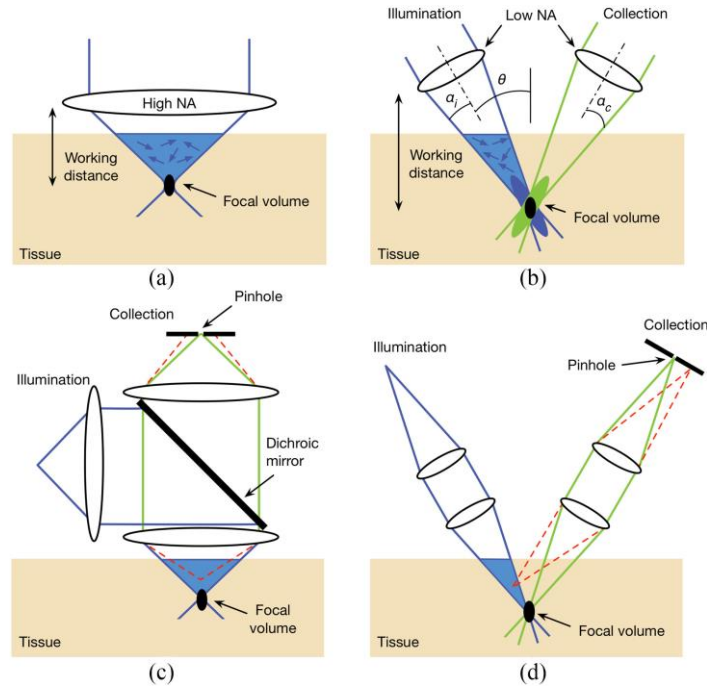 High NA
Working
distance
Focal volume
Tissue
(a)
Illumination
Low NA
Collection
αi
θ
αc
Working
distance
Focal volume
Tissue
(b)
Pinhole
Collection
Illumination
Dichroic
mirror
Focal
volume
Tissue
(c)
Illumination
Collection
Pinhole
Focal volume
Tissue
(d)